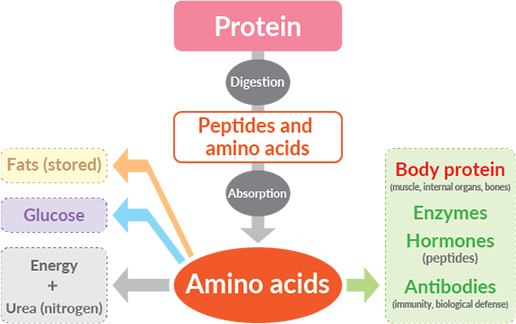 Protein
Digestion
Peptides and
amino acids
Absorption
Amino acids
Fats (stored)
Glucose
Energy
+
Urea (nitrogen)
Body protein
(muscle, internal organs, bones)
Enzymes
Hormones
(peptides)
Antibodies
(immunity, biological defense)